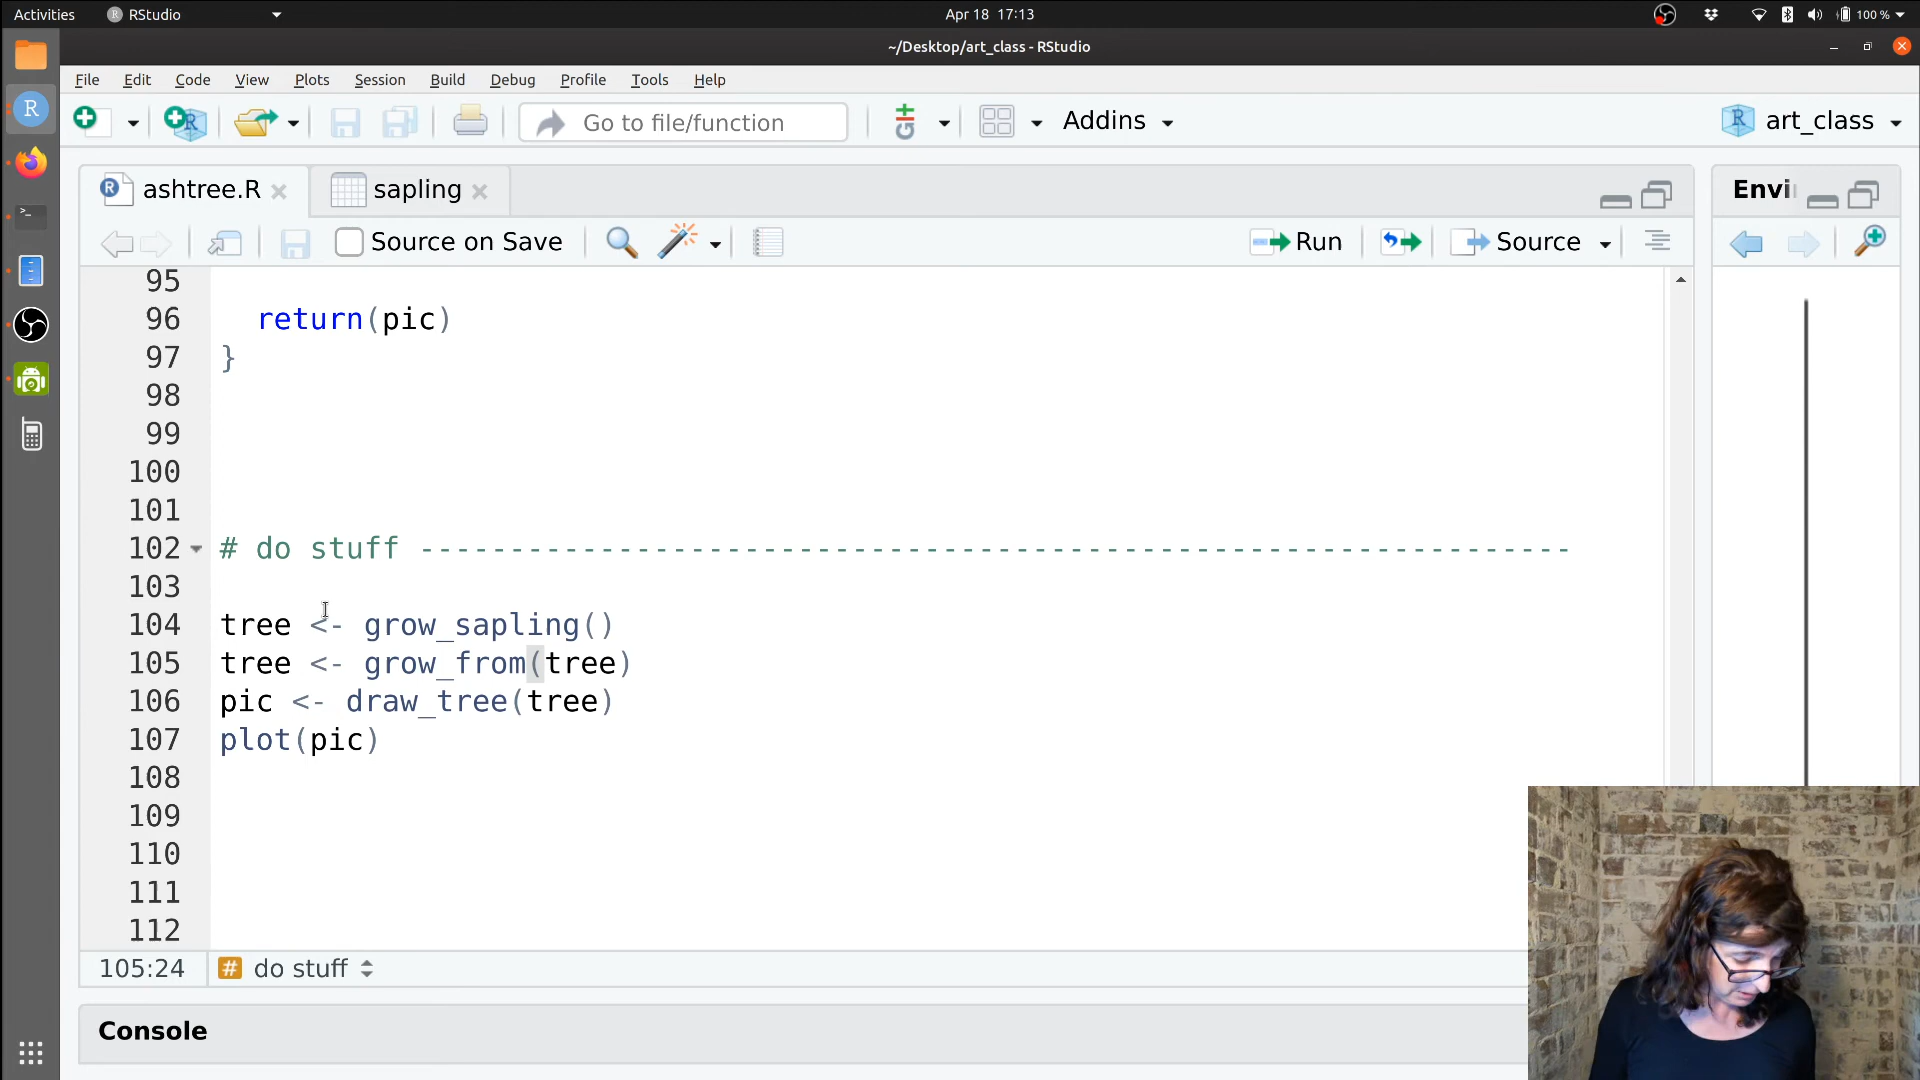 Activities RStudio Apr 18 17:13 100 %
~/Desktop/art_class - RStudio
File Edit Code View Plots Session Build Debug Profile Tools Help
Go to file/function Addins art_class
ashtree.R sapling Envi
Source on Save Run Source
95
96 return(pic)
97 }
98
99
100
101
102 # do stuff ----------------------------------------------------------------
103
104 tree <- grow_sapling()
105 tree <- grow_from(tree)
106 pic <- draw_tree(tree)
107 plot(pic)
108
109
110
111
112
105:24 # do stuff
Console